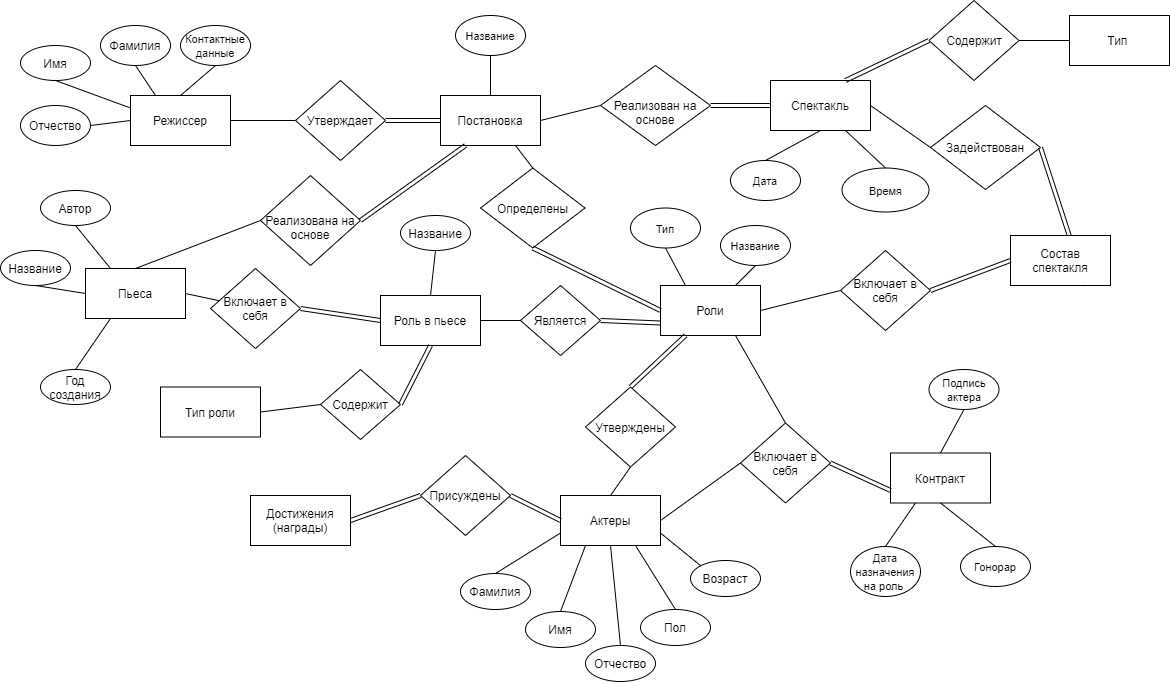 Название
Фамилия
Контактные
данные
Имя
Отчество
Режиссер
Утверждает
Постановка
Реализован на
основе
Спектакль
Содержит
Тип
Дата
Время
Задействован
Состав
спектакля
Автор
Название
Пьеса
Год
создания
Реализована на
основе
Определены
Название
Тип
Название
Включает в
себя
Роль в пьесе
Является
Роли
Включает в
себя
Тип роли
Содержит
Утверждены
Включает в
себя
Подпись
актера
Контракт
Дата
назначения
на роль
Гонорар
Достижения
(награды)
Присуждены
Актеры
Фамилия
Имя
Отчество
Пол
Возраст